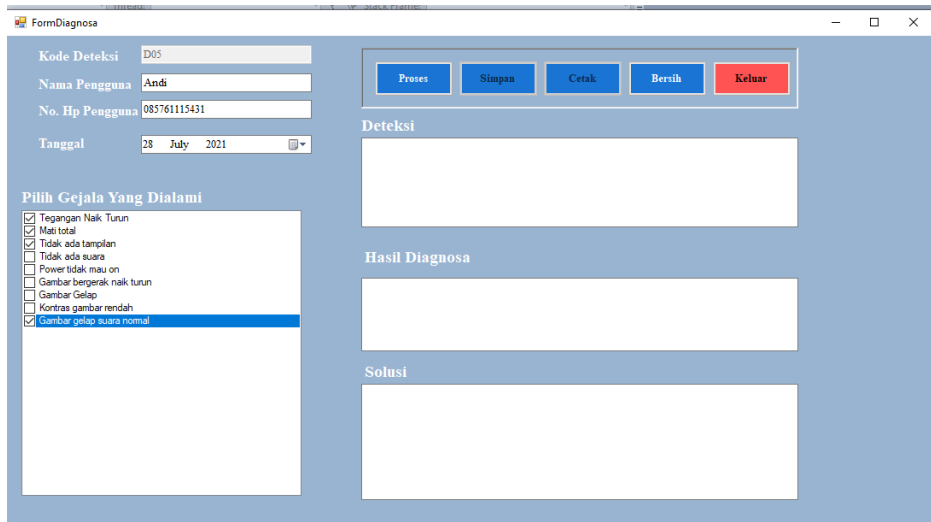 FormDiagnosa
Kode Deteksi D05
Nama Pengguna Andi
No. Hp Pengguna 085761115431
Tanggal 28 July 2021
Pilih Gejala Yang Dialami
Tegangan Naik Turun
Mati total
Tidak ada tampilan
Tidak ada suara
Power tidak mau on
Gambar bergerak naik turun
Gambar Gelap
Kontras gambar rendah
Gambar gelap suara normal
Proses Simpan Cetak Bersih Keluar
Deteksi
Hasil Diagnosa
Solusi